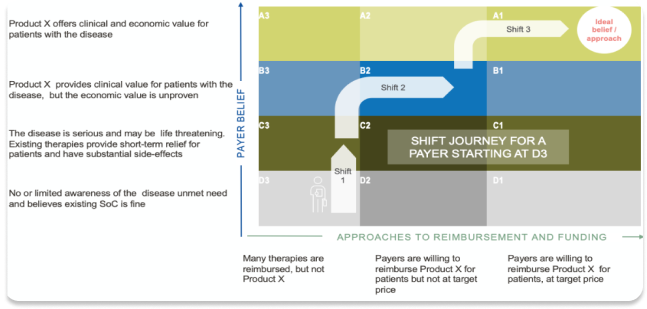 Product X offers clinical and economic value for
patients with the disease
Product X provides clinical value for patients with the
disease, but the economic value is unproven
The disease is serious and may be life threatening.
Existing therapies provide short-term relief for
patients and have substantial side-effects
No or limited awareness of the disease unmet need
and believes existing SoC is fine
PAYER BELIEF
A3
A2
A1
Shift 3
Ideal
belief /
approach
B3
B2
B1
Shift 2
C3
C2
C1
SHIFT JOURNEY FOR A
PAYER STARTING AT D3
D3
Shift
1
D2
D1
APPROACHES TO REIMBURSEMENT AND FUNDING
Many therapies are
reimbursed, but not
Product X
Payers are willing to
reimburse Product X for
patients but not at target
price
Payers are willing to
reimburse Product X for
patients, at target price